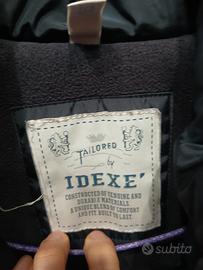 TAILORED
by
IDEXE'
CONSTRUCTED OF GENUINE AND
DURABLE MATERIALS
A UNIQUE BLEND OF COMFORT
AND FIT. BUILT TO LAST.
subito